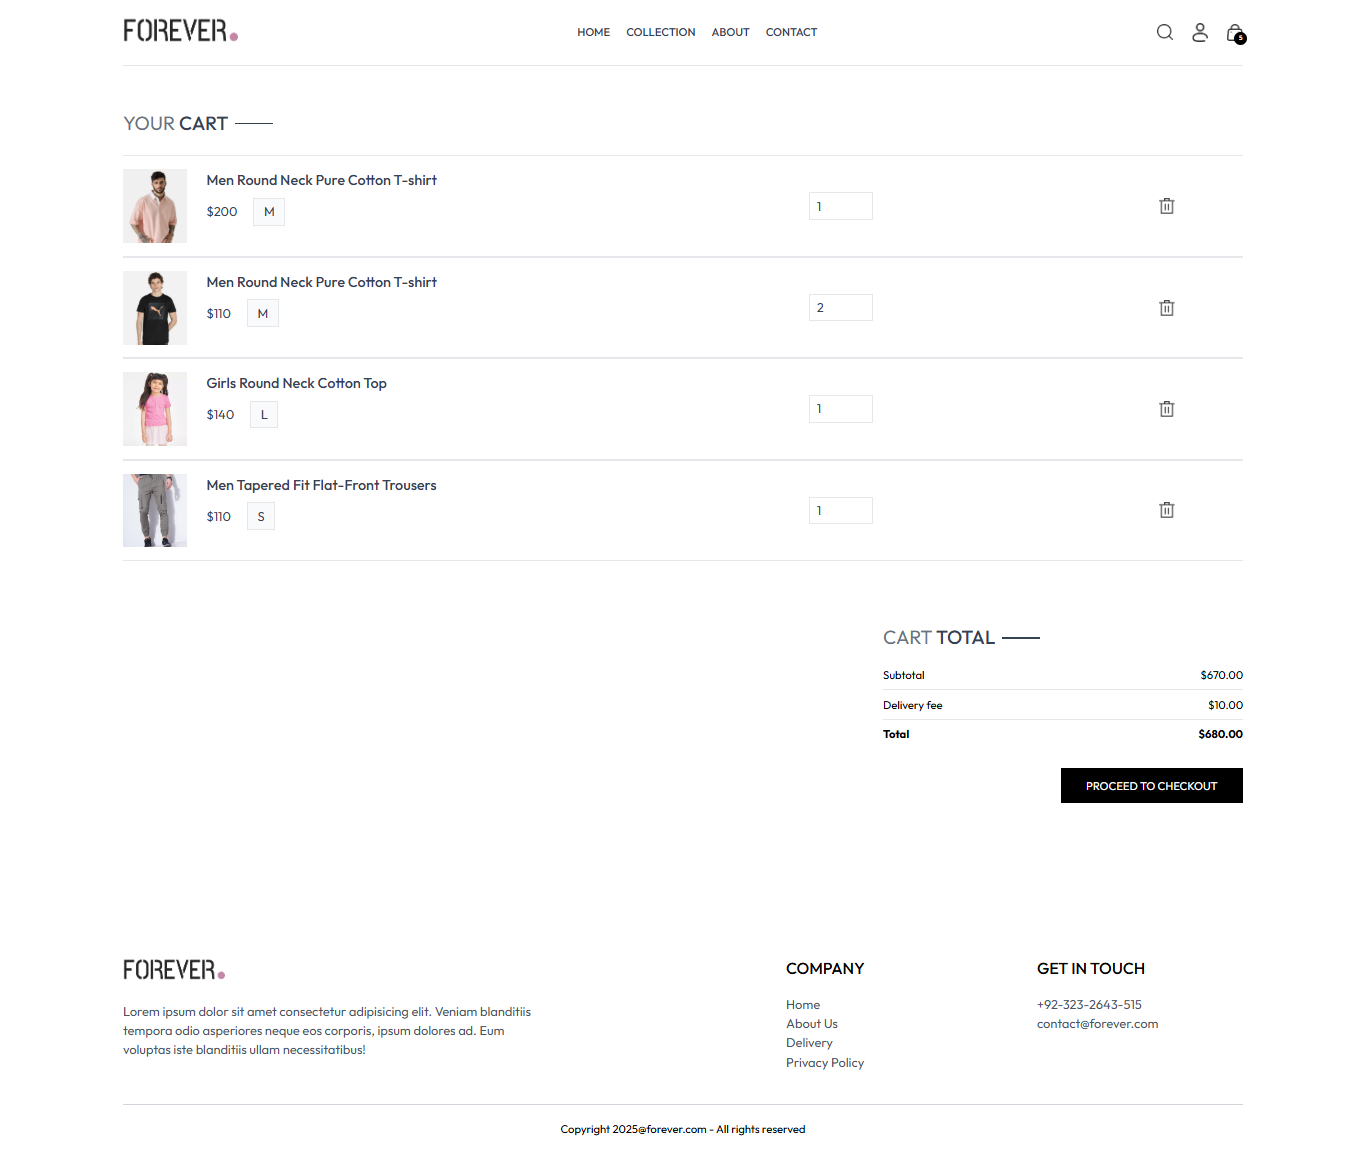 FOREVER.
HOME COLLECTION ABOUT CONTACT
5
YOUR CART
Men Round Neck Pure Cotton T-shirt
$200 M
1
Men Round Neck Pure Cotton T-shirt
$110 M
2
Girls Round Neck Cotton Top
$140 L
1
Men Tapered Fit Flat-Front Trousers
$110 S
1
CART TOTAL
Subtotal $670.00
Delivery fee $10.00
Total $680.00
PROCEED TO CHECKOUT
FOREVER.
Lorem ipsum dolor sit amet consectetur adipisicing elit. Veniam blanditiis
tempora odio asperiores neque eos corporis, ipsum dolores ad. Eum
voluptas iste blanditiis ullam necessitatibus!
COMPANY
Home
About Us
Delivery
Privacy Policy
GET IN TOUCH
+92-323-2643-515
contact@forever.com
Copyright 2025@forever.com - All rights reserved